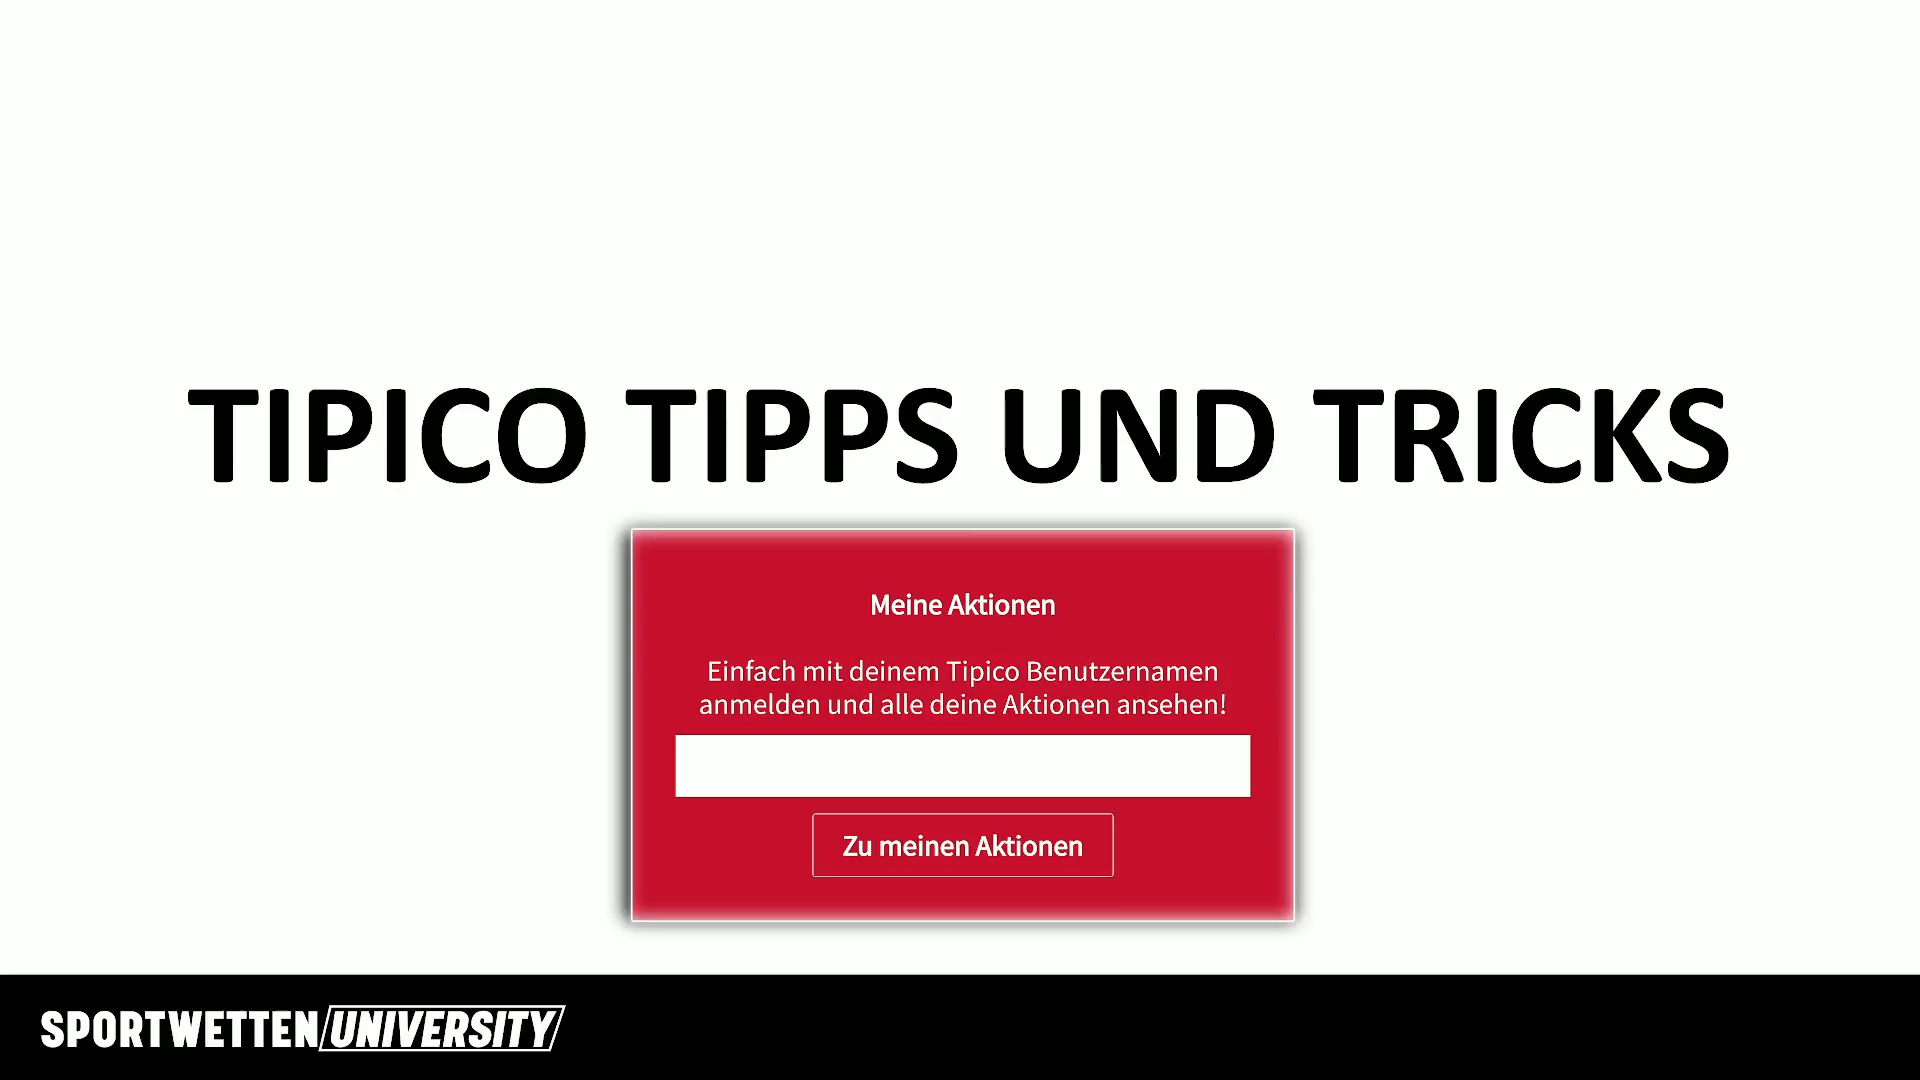 TIPICO TIPPS UND TRICKS
Meine Aktionen
Einfach mit deinem Tipico Benutzernamen
anmelden und alle deine Aktionen ansehen!
Zu meinen Aktionen
SPORTWETTEN UNIVERSITY